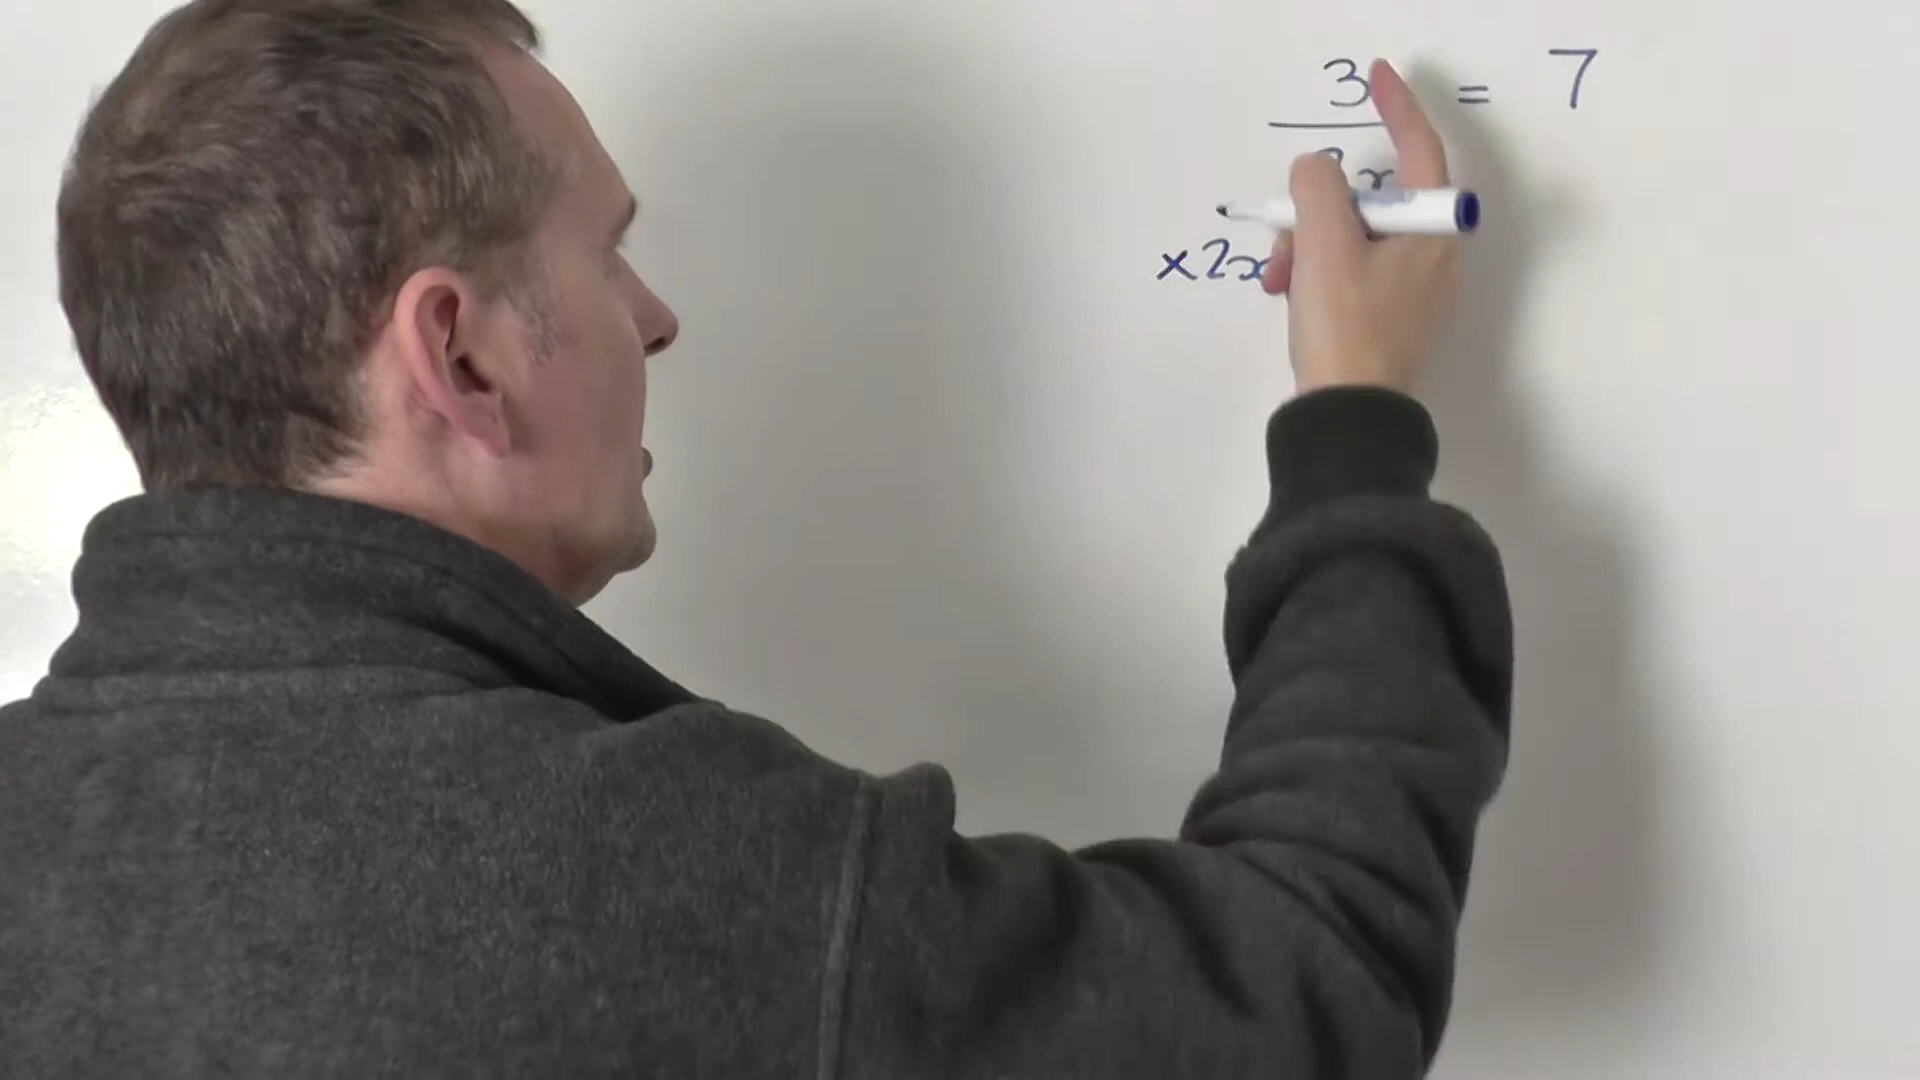 3 = 7
2x
×2x